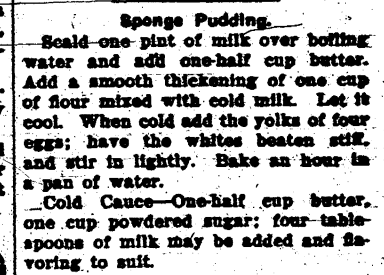 Sponge Pudding.
Scald one pint of milk over boiling
water and add one-half cup butter.
Add a smooth thickening of one cup
of flour mixed with cold milk. Let it
cool. When cold add the yolks of four
eggs; have the whites beaten stiff,
and stir in lightly. Bake an hour in
a pan of water.
Cold Cauce—One-half cup butter,
one cup powdered sugar; four table-
spoons of milk may be added and fla-
voring to suit.